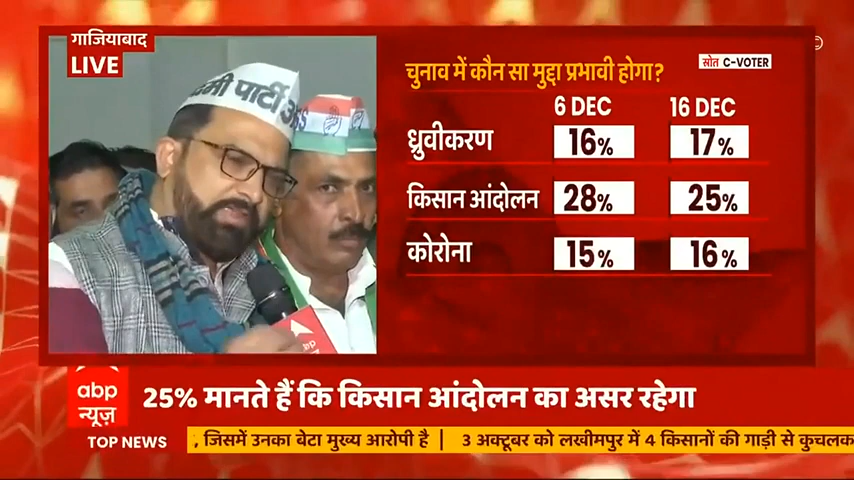 गाजियाबाद
LIVE
चुनाव में कौन सा मुद्दा प्रभावी होगा?
स्रोत C-VOTER
6 DEC 16 DEC
ध्रुवीकरण 16% 17%
किसान आंदोलन 28% 25%
कोरोना 15% 16%
पार्टी
abp
न्यूज़
25% मानते हैं कि किसान आंदोलन का असर रहेगा
TOP NEWS
, जिसमें उनका बेटा मुख्य आरोपी है | 3 अक्टूबर को लखीमपुर में 4 किसानों की गाड़ी से कुचलक